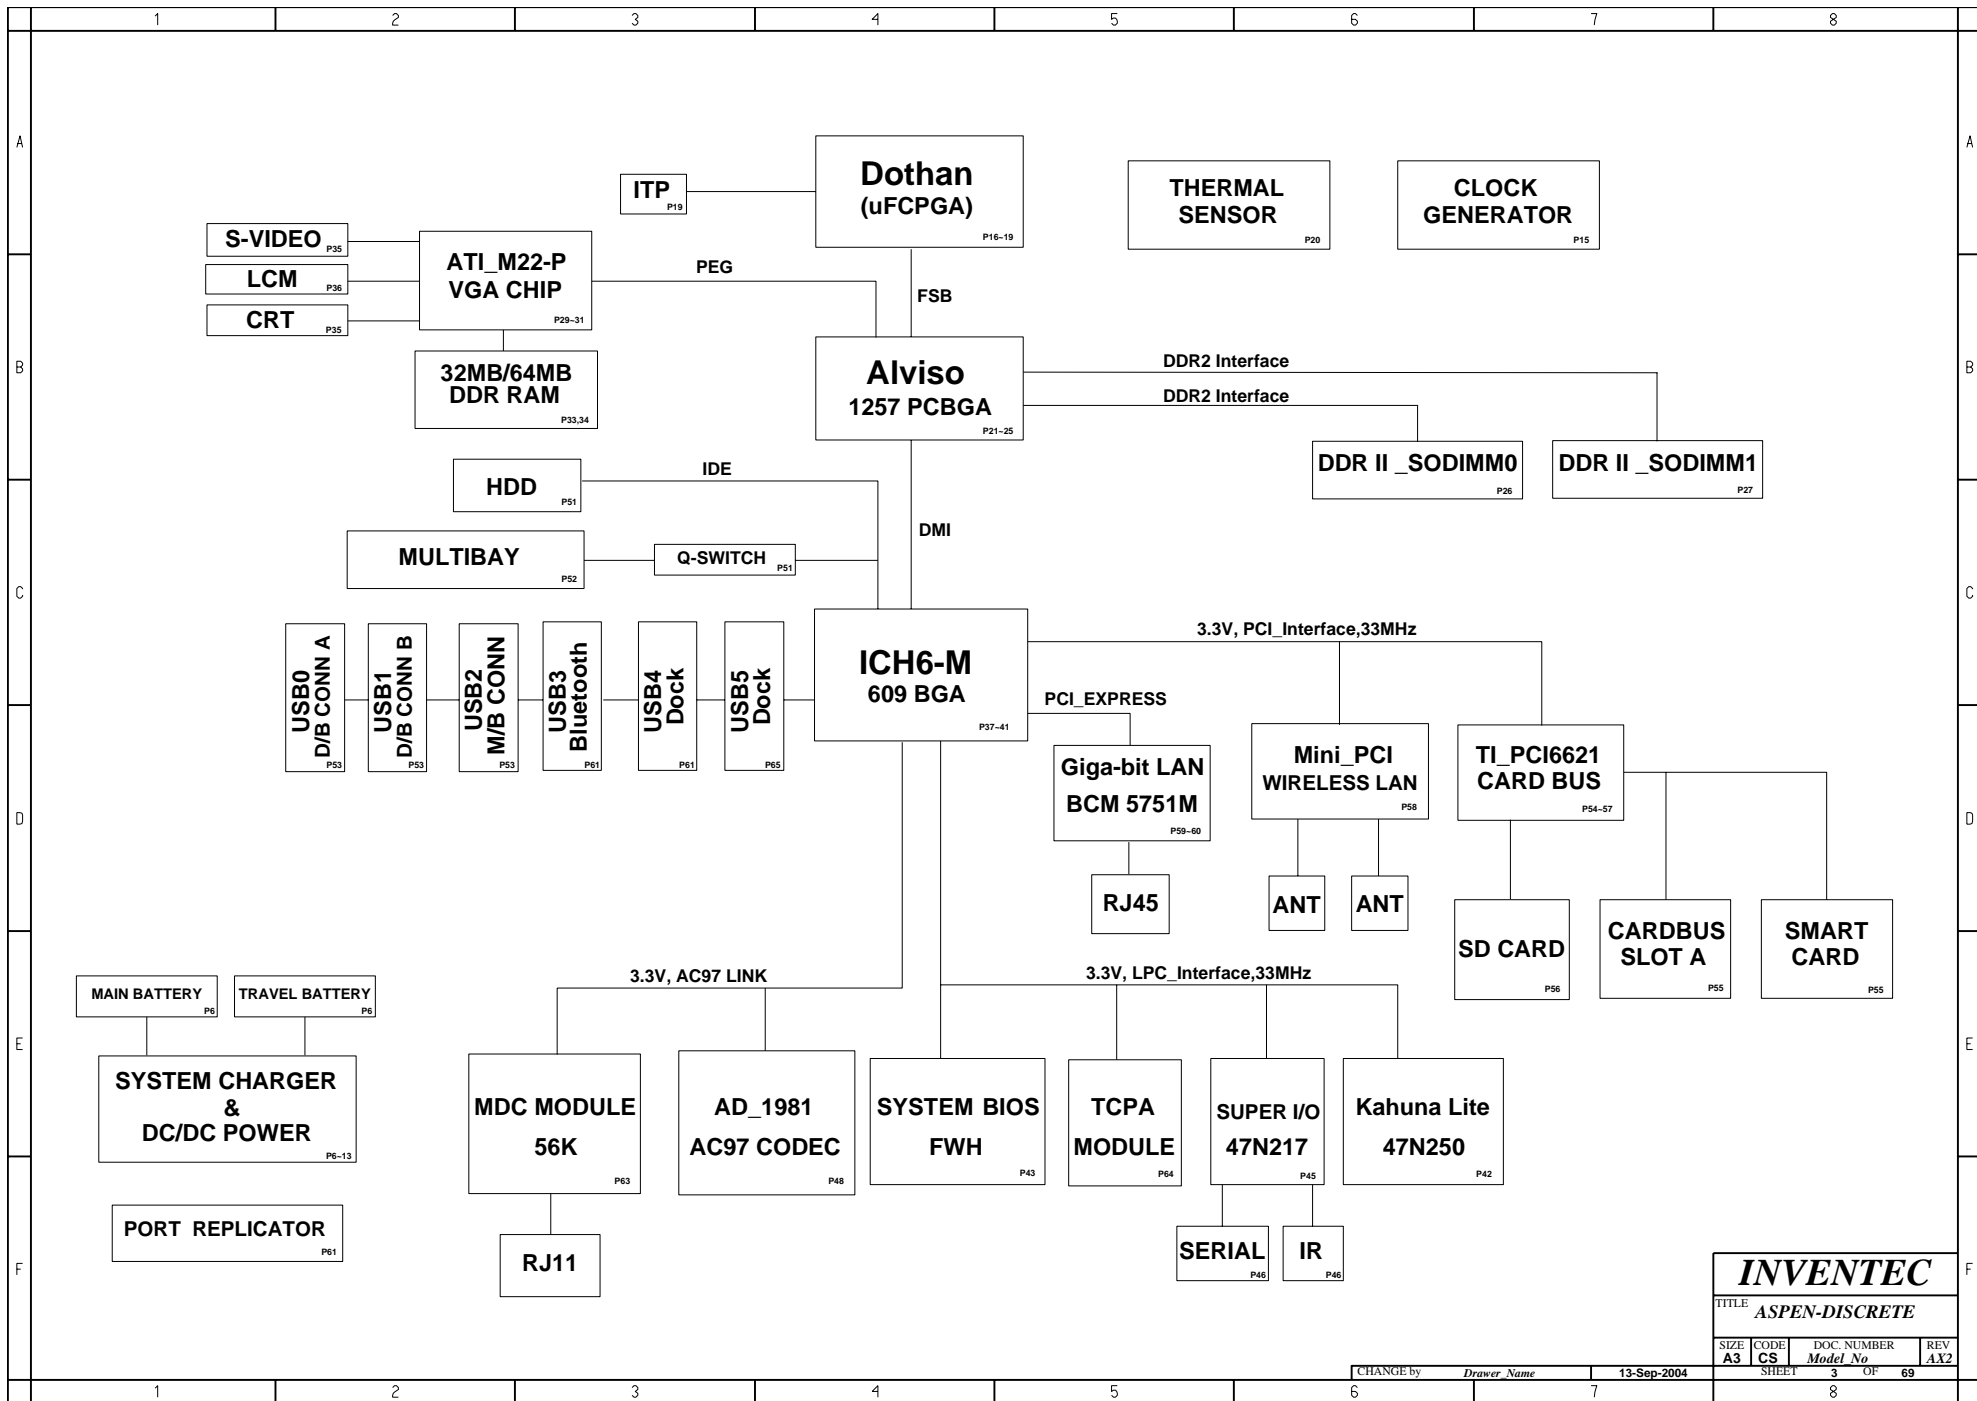 1 2 3 4 5 6 7 8
A A
B B
C C
D D
E E
F F
Dothan
(uFCPGA)
P16~19
ITP
P19
THERMAL
SENSOR
P20
CLOCK
GENERATOR
P15
S-VIDEO
P35
LCM
P36
CRT
P35
ATI_M22-P
VGA CHIP
P29~31
PEG
FSB
32MB/64MB
DDR RAM
P33,34
Alviso
1257 PCBGA
P21~25
DDR2 Interface
DDR2 Interface
DDR II _SODIMM0
P26
DDR II _SODIMM1
P27
HDD
P51
IDE
DMI
MULTIBAY
P52
Q-SWITCH
P51
USB0
D/B CONN A
P53
USB1
D/B CONN B
P53
USB2
M/B CONN
P53
USB3
Bluetooth
P61
USB4
Dock
P61
USB5
Dock
P65
ICH6-M
609 BGA
P37~41
3.3V, PCI_Interface,33MHz
PCI_EXPRESS
Giga-bit LAN
BCM 5751M
P59~60
Mini_PCI
WIRELESS LAN
P58
TI_PCI6621
CARD BUS
P54~57
RJ45
ANT
ANT
SD CARD
P56
CARDBUS
SLOT A
P55
SMART
CARD
P55
MAIN BATTERY
P6
TRAVEL BATTERY
P6
SYSTEM CHARGER
&
DC/DC POWER
P6~13
PORT REPLICATOR
P61
3.3V, AC97 LINK
3.3V, LPC_Interface,33MHz
MDC MODULE
56K
P63
AD_1981
AC97 CODEC
P48
SYSTEM BIOS
FWH
P43
TCPA
MODULE
P64
SUPER I/O
47N217
P45
Kahuna Lite
47N250
P42
RJ11
SERIAL
P46
IR
P46
INVENTEC
TITLE ASPEN-DISCRETE
SIZE CODE DOC. NUMBER REV
A3 CS Model_No AX2
CHANGE by Drawer_Name 13-Sep-2004 SHEET 3 OF 69
1 2 3 4 5 6 7 8